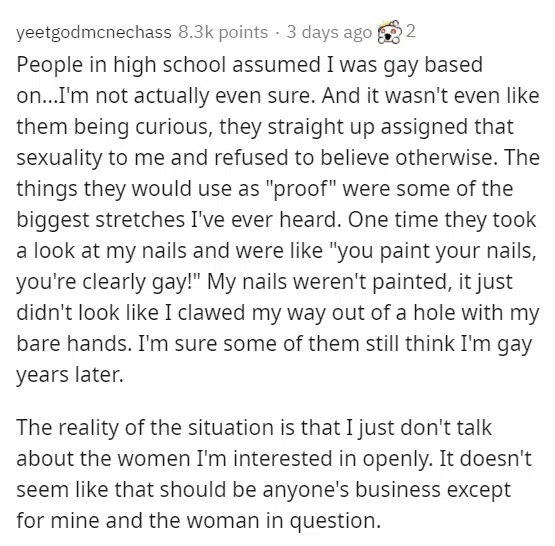 yeetgodmcnechass 8.3k points · 3 days ago 2
People in high school assumed I was gay based
on...I'm not actually even sure. And it wasn't even like
them being curious, they straight up assigned that
sexuality to me and refused to believe otherwise. The
things they would use as "proof" were some of the
biggest stretches I've ever heard. One time they took
a look at my nails and were like "you paint your nails,
you're clearly gay!" My nails weren't painted, it just
didn't look like I clawed my way out of a hole with my
bare hands. I'm sure some of them still think I'm gay
years later.
The reality of the situation is that I just don't talk
about the women I'm interested in openly. It doesn't
seem like that should be anyone's business except
for mine and the woman in question.